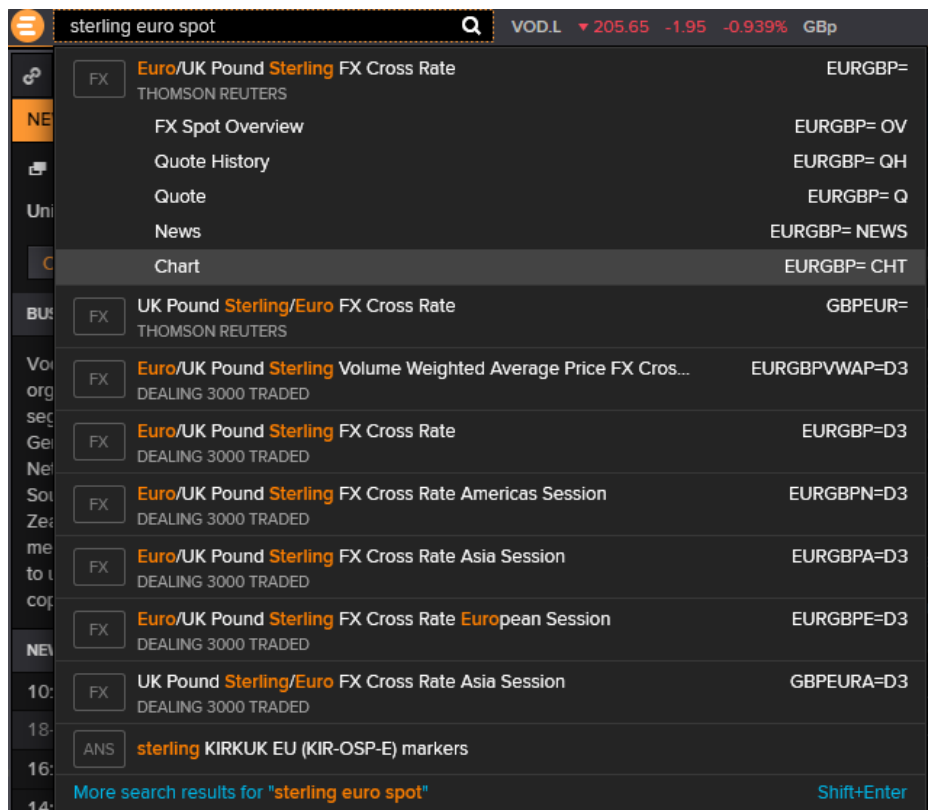 sterling euro spot VOD.L ▼ 205.65 -1.95 -0.939% GBp
FX Euro/UK Pound Sterling FX Cross Rate EURGBP=
THOMSON REUTERS
FX Spot Overview EURGBP= OV
Quote History EURGBP= QH
Quote EURGBP= Q
News EURGBP= NEWS
Chart EURGBP= CHT
FX UK Pound Sterling/Euro FX Cross Rate GBPEUR=
THOMSON REUTERS
FX Euro/UK Pound Sterling Volume Weighted Average Price FX Cros... EURGBPVWAP=D3
DEALING 3000 TRADED
FX Euro/UK Pound Sterling FX Cross Rate EURGBP=D3
DEALING 3000 TRADED
FX Euro/UK Pound Sterling FX Cross Rate Americas Session EURGBPN=D3
DEALING 3000 TRADED
FX Euro/UK Pound Sterling FX Cross Rate Asia Session EURGBPA=D3
DEALING 3000 TRADED
FX Euro/UK Pound Sterling FX Cross Rate European Session EURGBPE=D3
DEALING 3000 TRADED
FX UK Pound Sterling/Euro FX Cross Rate Asia Session GBPEURA=D3
DEALING 3000 TRADED
ANS sterling KIRKUK EU (KIR-OSP-E) markers
More search results for "sterling euro spot" Shift+Enter